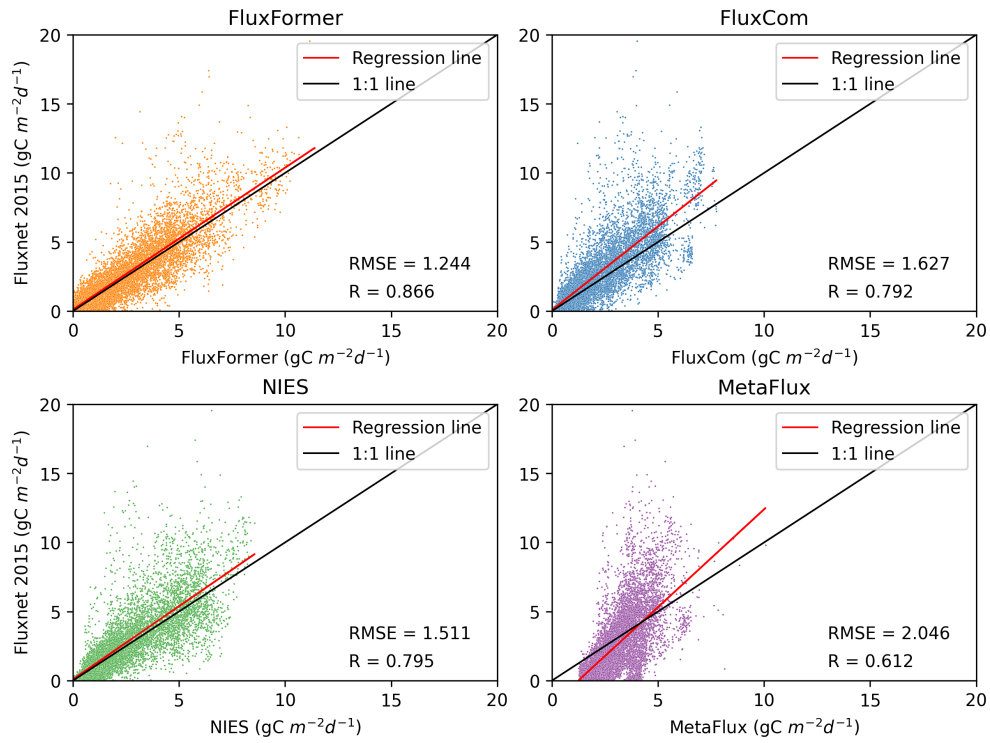 FluxFormer
20
15
10
5
0
Fluxnet 2015 (gC m⁻²d⁻¹)
Regression line
1:1 line
RMSE = 1.244
R = 0.866
0 5 10 15 20
FluxFormer (gC m⁻²d⁻¹)
FluxCom
20
15
10
5
0
Regression line
1:1 line
RMSE = 1.627
R = 0.792
0 5 10 15 20
FluxCom (gC m⁻²d⁻¹)
NIES
20
15
10
5
0
Fluxnet 2015 (gC m⁻²d⁻¹)
Regression line
1:1 line
RMSE = 1.511
R = 0.795
0 5 10 15 20
NIES (gC m⁻²d⁻¹)
MetaFlux
20
15
10
5
0
Regression line
1:1 line
RMSE = 2.046
R = 0.612
0 5 10 15 20
MetaFlux (gC m⁻²d⁻¹)